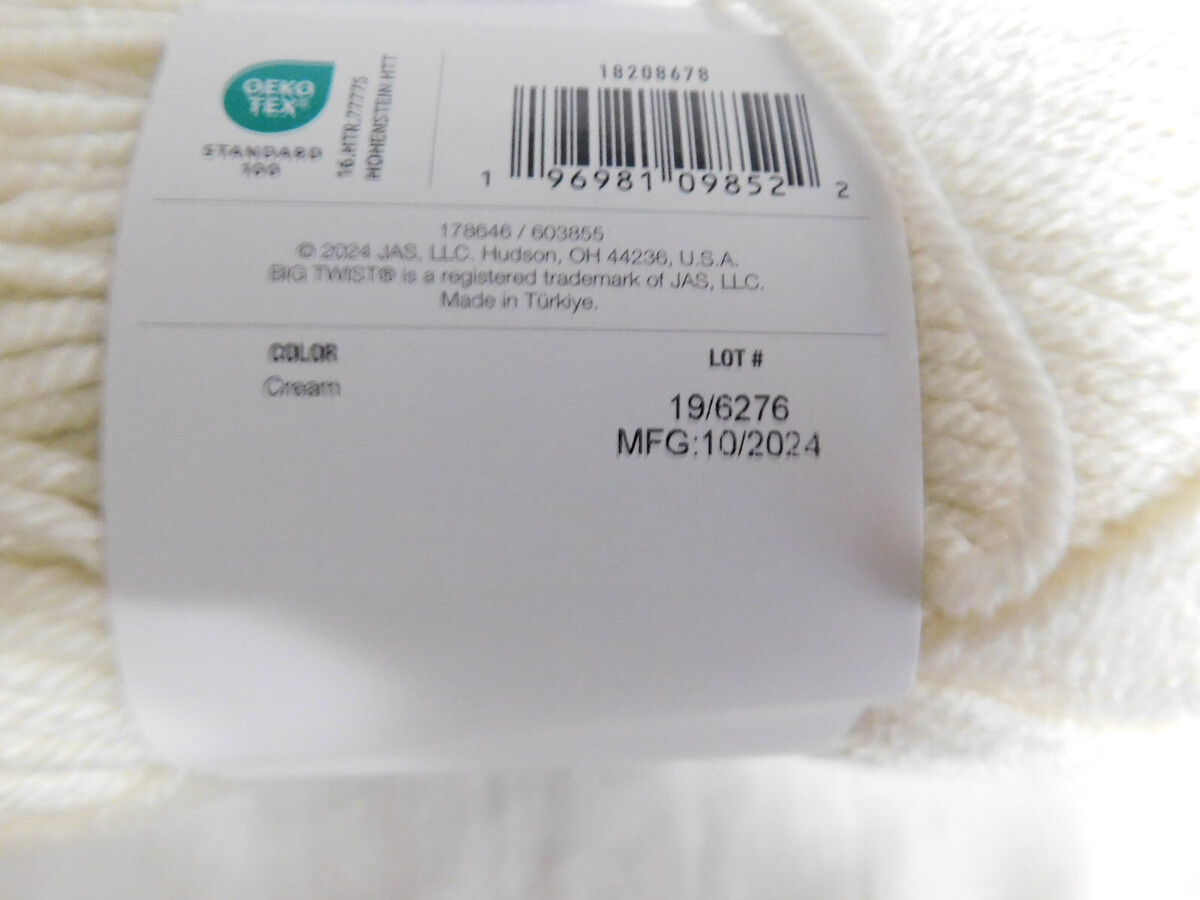 OEKO
TEX®
STANDARD
100
16.HTR.77775
HOHENSTEIN HTTI
18208678
1 96981 09852 2
178646 / 603855
© 2024 JAS, LLC. Hudson, OH 44236, U.S.A.
BIG TWIST® is a registered trademark of JAS, LLC.
Made in Türkiye.
COLOR
Cream
LOT #
19/6276
MFG:10/2024